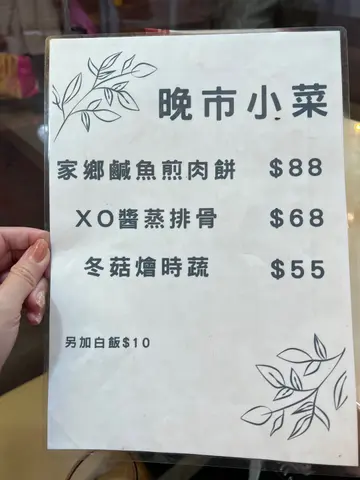 晚市小菜
家鄉鹹魚煎肉餅 $88
XO醬蒸排骨 $68
冬菇燴時蔬 $55
另加白飯$10